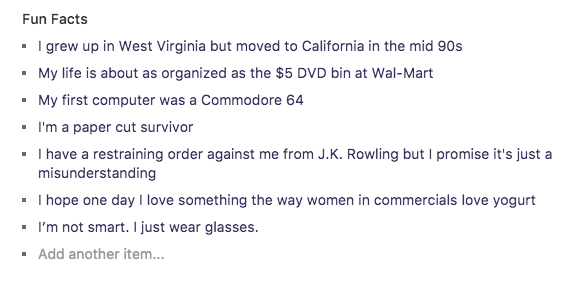 Fun Facts
I grew up in West Virginia but moved to California in the mid 90s
My life is about as organized as the $5 DVD bin at Wal-Mart
My first computer was a Commodore 64
I'm a paper cut survivor
I have a restraining order against me from J.K. Rowling but I promise it's just a
misunderstanding
I hope one day I love something the way women in commercials love yogurt
I’m not smart. I just wear glasses.
Add another item...